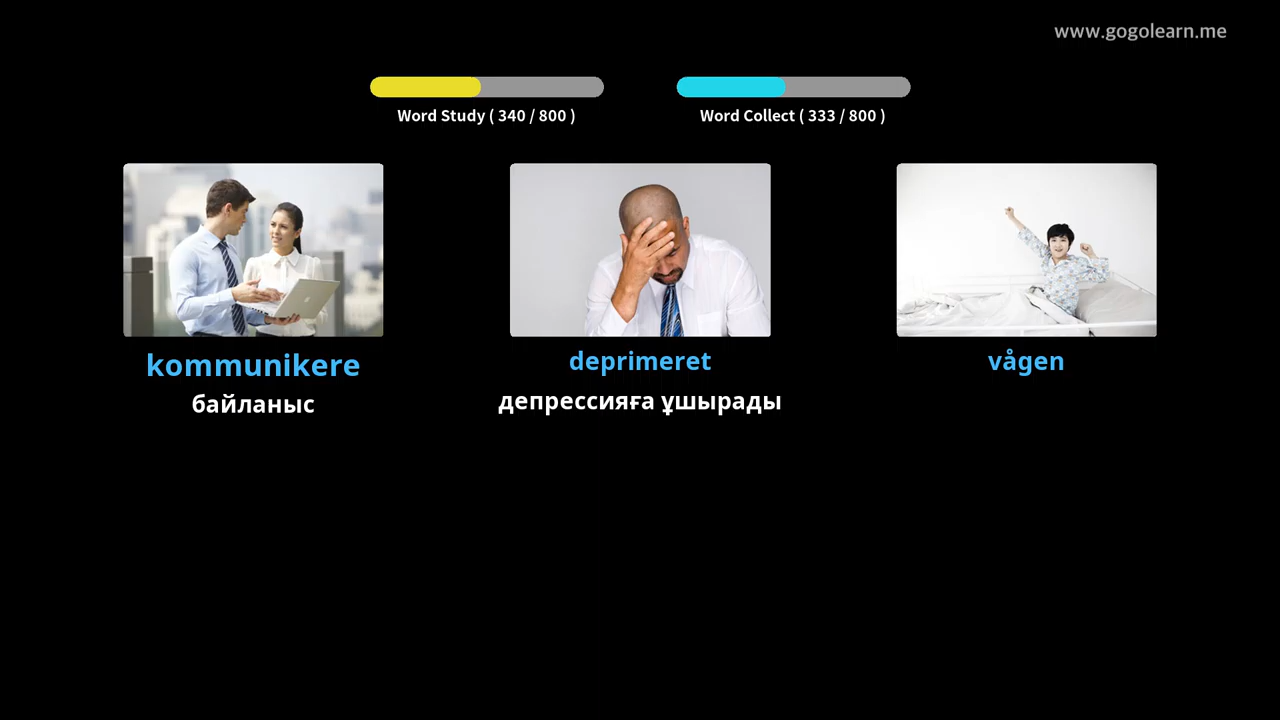 www.gogolearn.me
Word Study ( 340 / 800 )
Word Collect ( 333 / 800 )
kommunikere
байланыс
deprimeret
депрессияға ұшырады
vågen